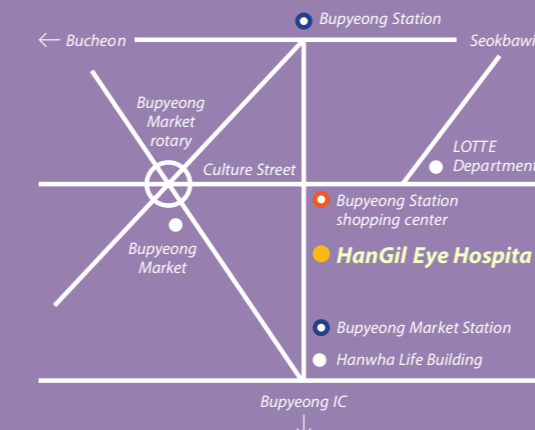 Bupyeong Station
Bucheon
Seokbawi
Bupyeong
Market
rotary
LOTTE
Department
Culture Street
Bupyeong Station
shopping center
Bupyeong
Market
HanGil Eye Hospita
Bupyeong Market Station
Hanwha Life Building
Bupyeong IC